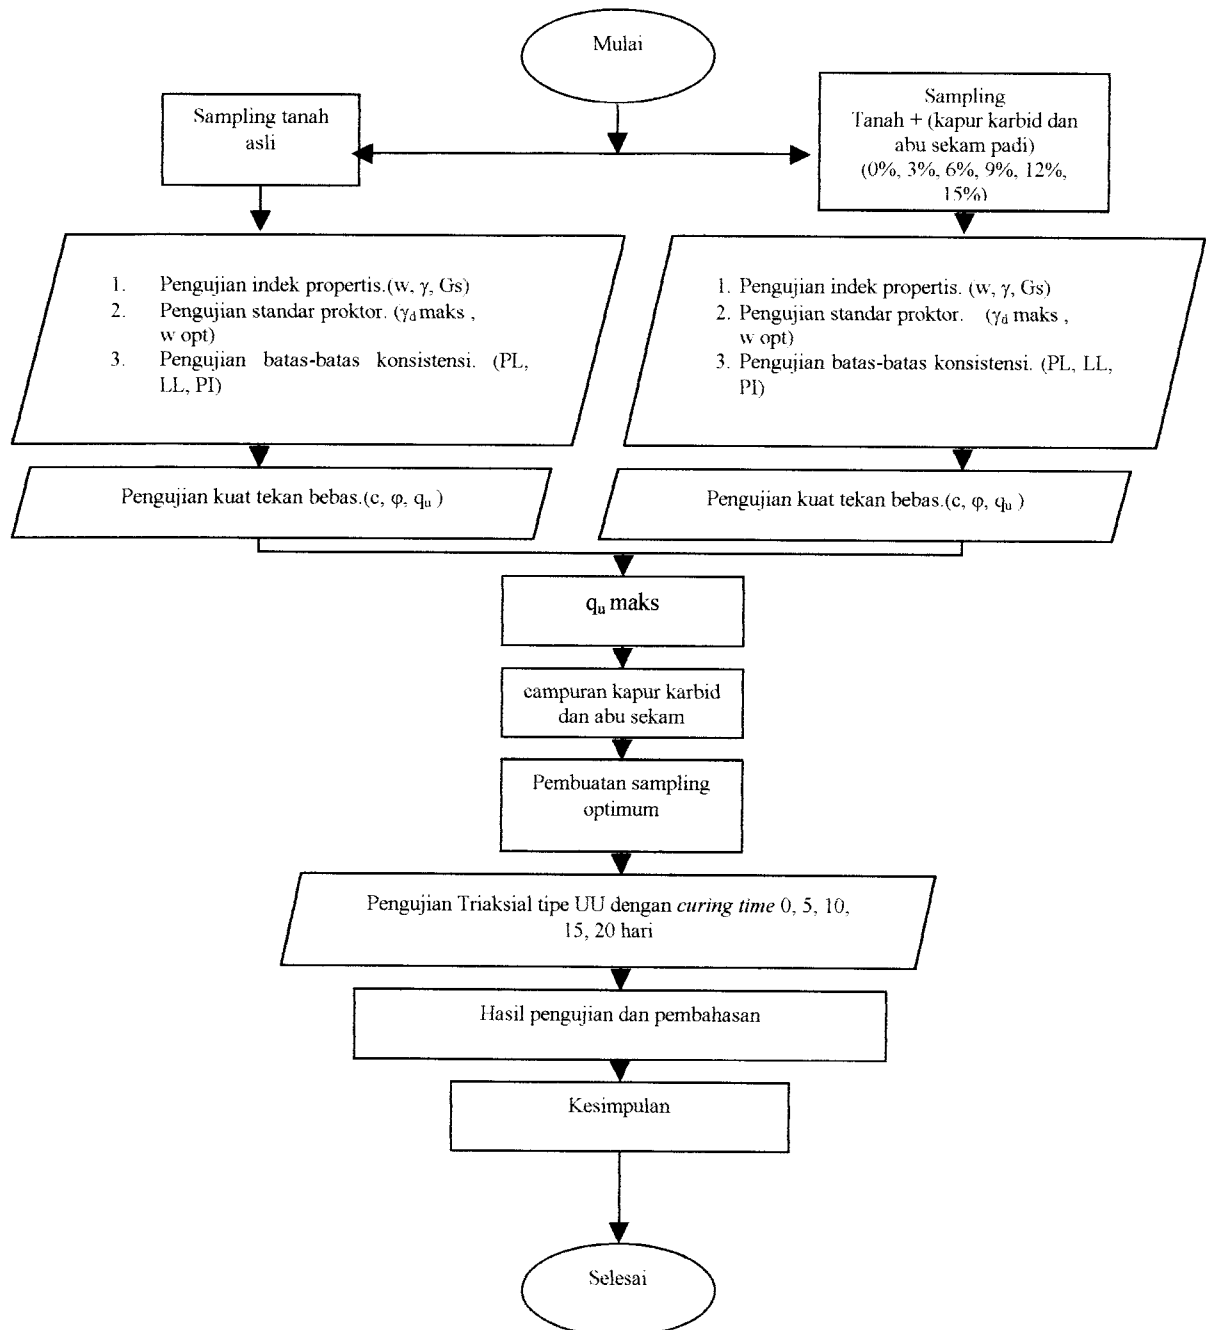 Mulai
Sampling tanah
asli
Sampling
Tanah + (kapur karbid dan
abu sekam padi)
(0%, 3%, 6%, 9%, 12%,
15%)
1. Pengujian indek propertis.(w, γ, Gs)
2. Pengujian standar proktor. (γd maks ,
w opt)
3. Pengujian batas-batas konsistensi. (PL,
LL, PI)
1. Pengujian indek propertis. (w, γ, Gs)
2. Pengujian standar proktor. (γd maks ,
w opt)
3. Pengujian batas-batas konsistensi. (PL, LL,
PI)
Pengujian kuat tekan bebas.(c, φ, qu )
Pengujian kuat tekan bebas.(c, φ, qu )
qu maks
campuran kapur karbid
dan abu sekam
Pembuatan sampling
optimum
Pengujian Triaksial tipe UU dengan curing time 0, 5, 10,
15, 20 hari
Hasil pengujian dan pembahasan
Kesimpulan
Selesai